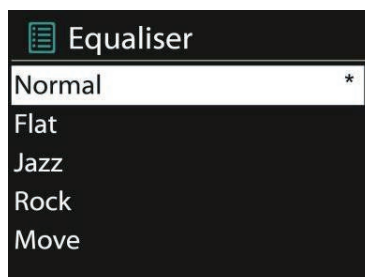 Equaliser
Normal *
Flat
Jazz
Rock
Move